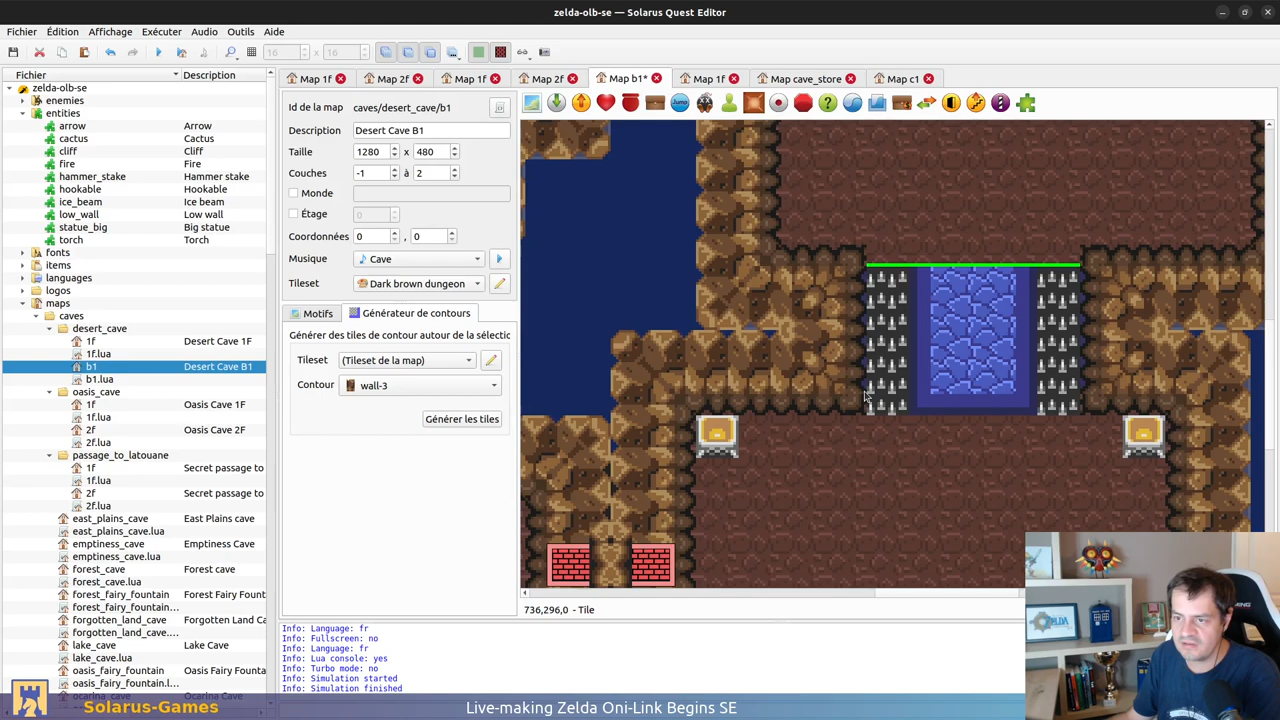 zelda-olb-se — Solarus Quest Editor
Fichier Édition Affichage Exécuter Audio Outils Aide
16 x 16
Fichier Description
zelda-olb-se
enemies
entities
arrow Arrow
cactus Cactus
cliff Cliff
fire Fire
hammer_stake Hammer stake
hookable Hookable
ice_beam Ice beam
low_wall Low wall
statue_big Big statue
torch Torch
fonts
items
languages
logos
maps
caves
desert_cave
1f Desert Cave 1F
1f.lua
b1 Desert Cave B1
b1.lua
oasis_cave
1f Oasis Cave 1F
1f.lua
2f Oasis Cave 2F
2f.lua
passage_to_latouane
1f Secret passage to
1f.lua
2f Secret passage to
2f.lua
east_plains_cave East Plains cave
east_plains_cave.lua
emptiness_cave Emptiness Cave
emptiness_cave.lua
forest_cave Forest cave
forest_cave.lua
forest_fairy_fountain Forest Fairy Fount
forest_fairy_fountain...
forgotten_land_cave Forgotten Land Ca
forgotten_land_cave....
lake_cave Lake Cave
lake_cave.lua
oasis_fairy_fountain Oasis Fairy Founta
oasis_fairy_fountain.l...
Map 1f Map 2f Map 1f Map 2f Map b1* Map 1f Map cave_store Map c1
Id de la map caves/desert_cave/b1
Description Desert Cave B1
Taille 1280 x 480
Couches -1 à 2
Monde
Étage 0
Coordonnées 0 , 0
Musique Cave
Tileset Dark brown dungeon
Motifs Générateur de contours
Générer des tiles de contour autour de la sélectic
Tileset (Tileset de la map)
Contour wall-3
Générer les tiles
Jump
736,296,0 - Tile
Info: Language: fr
Info: Fullscreen: no
Info: Language: fr
Info: Lua console: yes
Info: Turbo mode: no
Info: Simulation started
Info: Simulation finished
Solarus-Games
Live-making Zelda Oni-Link Begins SE